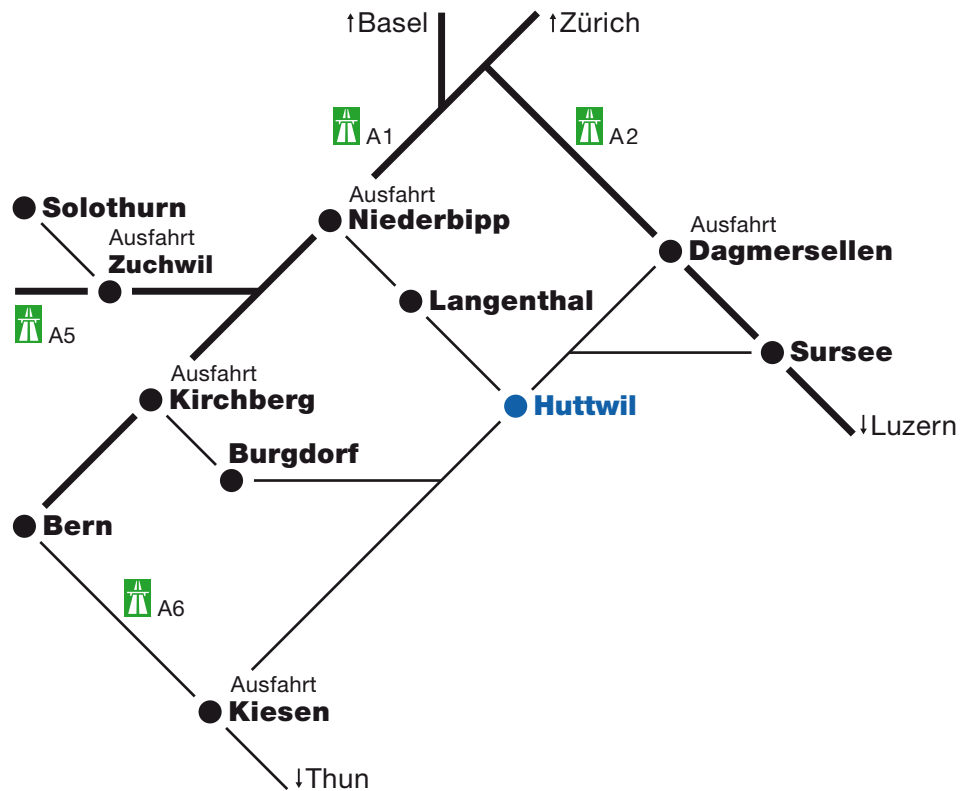 ↑Basel
↑Zürich
A1
A2
Ausfahrt
Niederbipp
Solothurn
Ausfahrt
Zuchwil
Ausfahrt
Dagmersellen
Langenthal
A5
Sursee
Ausfahrt
Kirchberg
Huttwil
↓Luzern
Burgdorf
Bern
A6
Ausfahrt
Kiesen
↓Thun